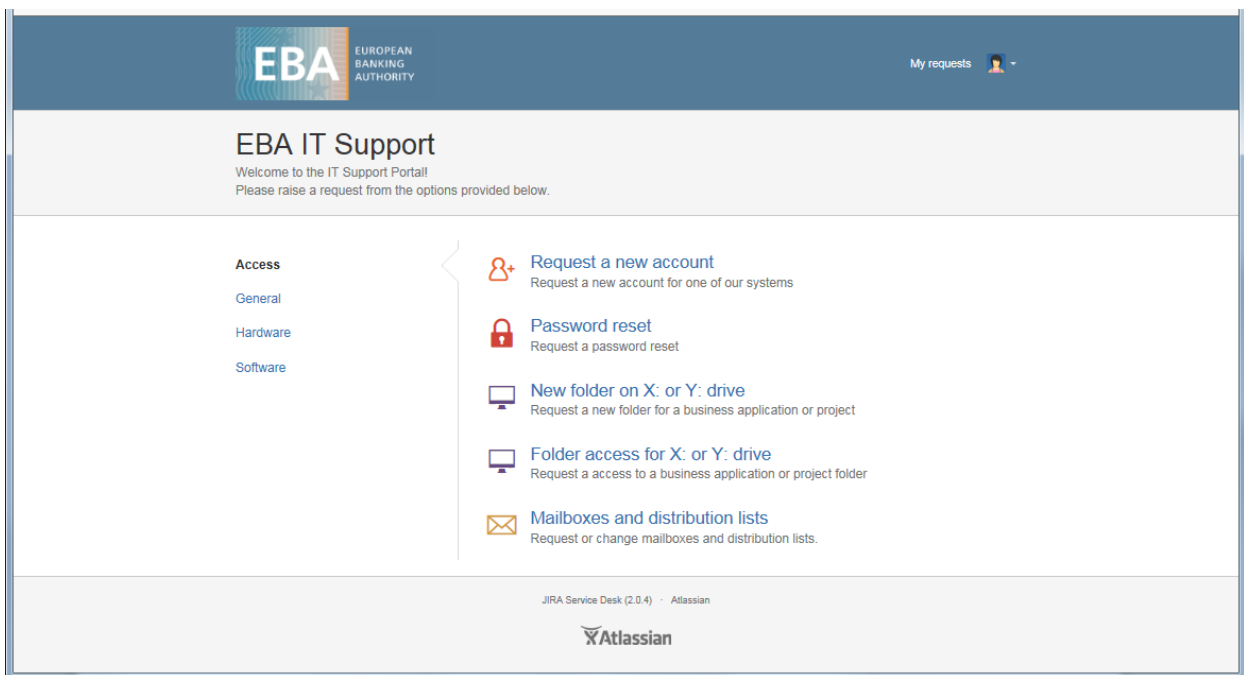 EBA
EUROPEAN
BANKING
AUTHORITY
My requests
EBA IT Support
Welcome to the IT Support Portal!
Please raise a request from the options provided below.
Access
General
Hardware
Software
Request a new account
Request a new account for one of our systems
Password reset
Request a password reset
New folder on X: or Y: drive
Request a new folder for a business application or project
Folder access for X: or Y: drive
Request a access to a business application or project folder
Mailboxes and distribution lists
Request or change mailboxes and distribution lists.
JIRA Service Desk (2.0.4) · Atlassian
Atlassian